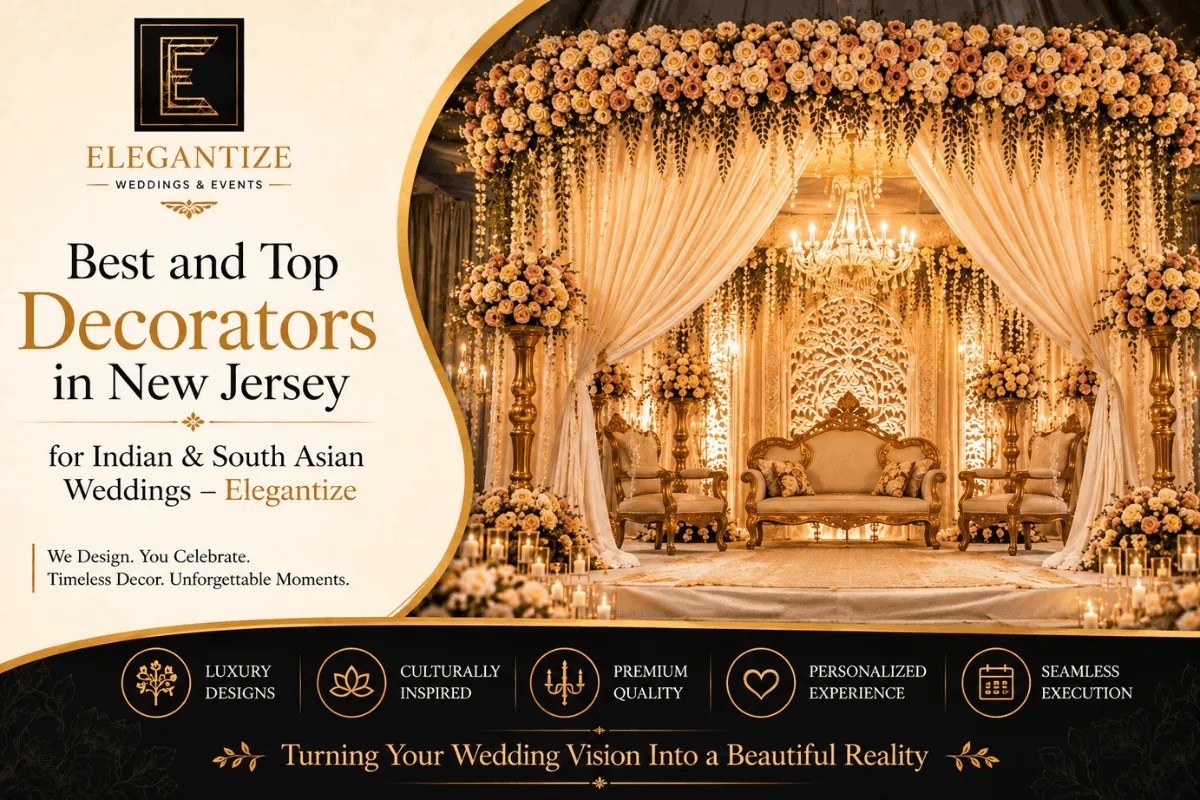 E
ELEGANTIZE
WEDDINGS & EVENTS
Best and Top
Decorators
in New Jersey
for Indian & South Asian
Weddings – Elegantize
We Design. You Celebrate.
Timeless Decor. Unforgettable Moments.
LUXURY
DESIGNS
CULTURALLY
INSPIRED
PREMIUM
QUALITY
PERSONALIZED
EXPERIENCE
SEAMLESS
EXECUTION
Turning Your Wedding Vision Into a Beautiful Reality